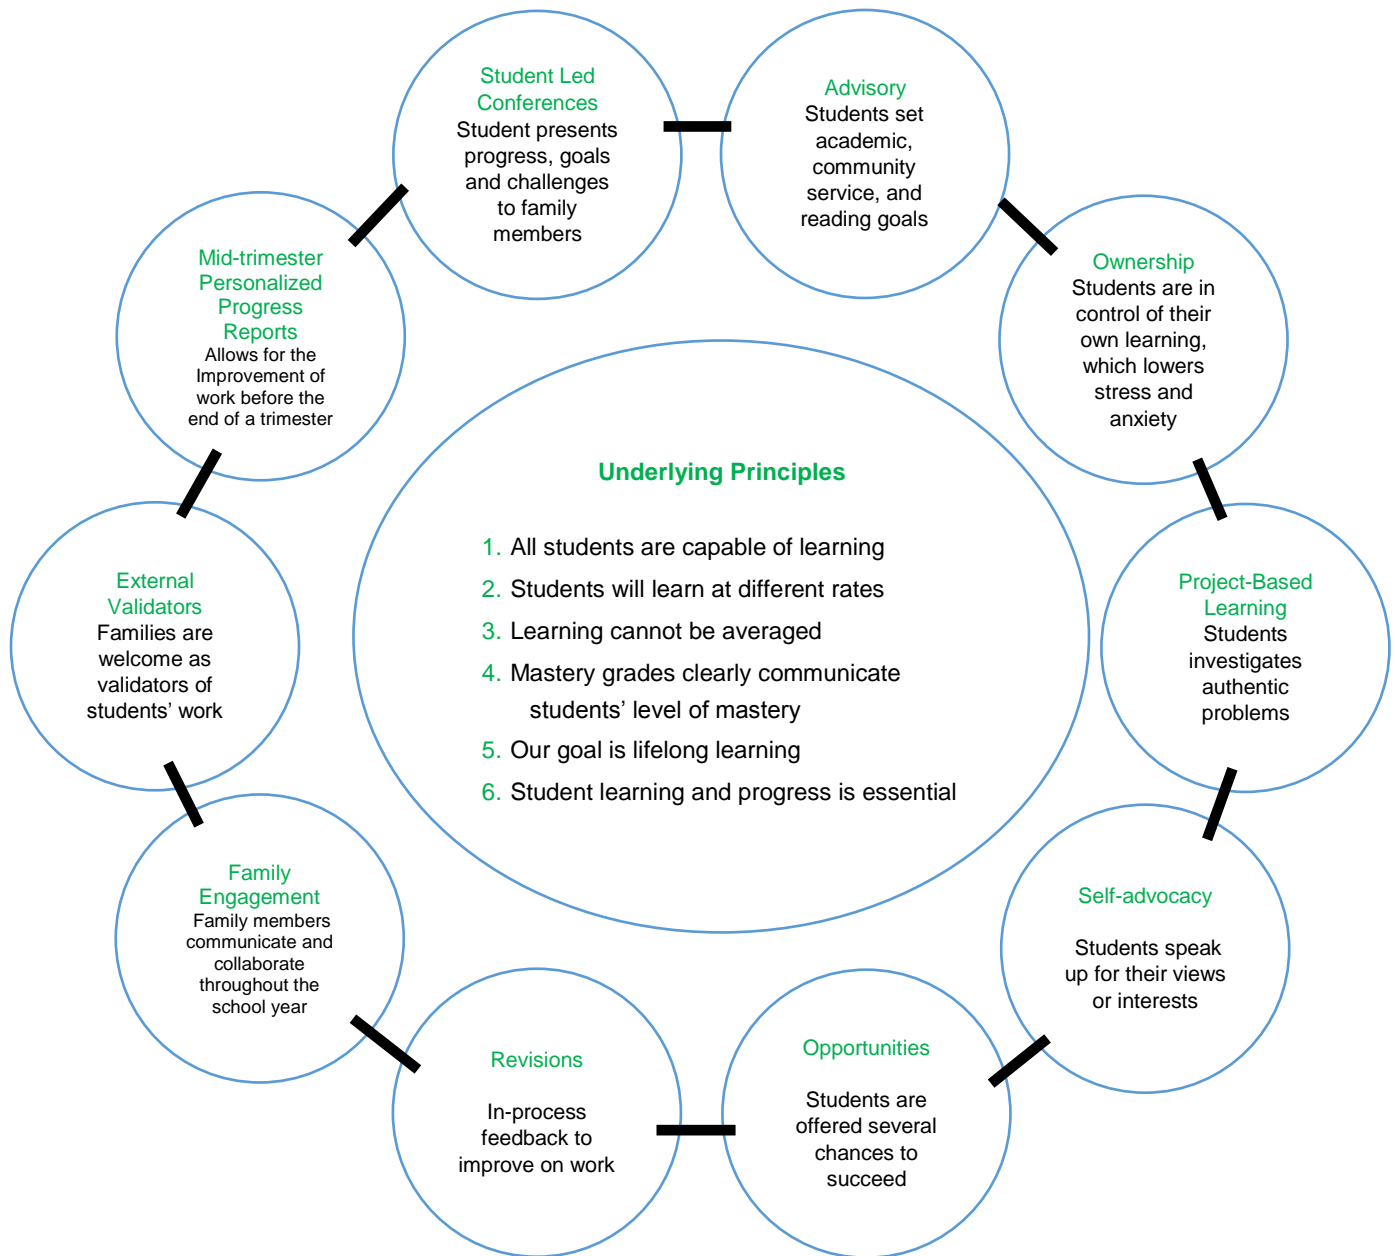 Student Led
Conferences
Student presents
progress, goals
and challenges
to family
members
Advisory
Students set
academic,
community
service, and
reading goals
Ownership
Students are in
control of their
own learning,
which lowers
stress and
anxiety
Project-Based
Learning
Students
investigates
authentic
problems
Self-advocacy
Students speak
up for their views
or interests
Opportunities
Students are
offered several
chances to
succeed
Revisions
In-process
feedback to
improve on work
Family
Engagement
Family members
communicate and
collaborate
throughout the
school year
External
Validators
Families are
welcome as
validators of
students’ work
Mid-trimester
Personalized
Progress
Reports
Allows for the
Improvement of
work before the
end of a trimester
Underlying Principles
1. All students are capable of learning
2. Students will learn at different rates
3. Learning cannot be averaged
4. Mastery grades clearly communicate
students’ level of mastery
5. Our goal is lifelong learning
6. Student learning and progress is essential